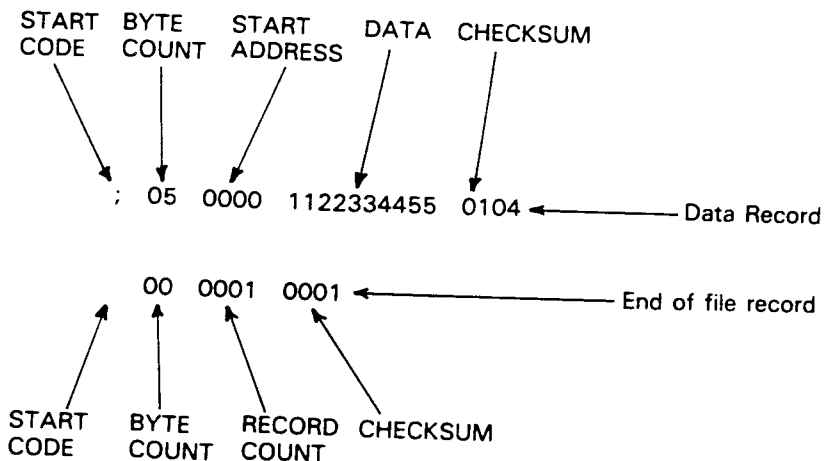 START BYTE START DATA CHECKSUM
CODE COUNT ADDRESS
; 05 0000 1122334455 0104 Data Record
00 0001 0001 End of file record
START BYTE RECORD CHECKSUM
CODE COUNT COUNT